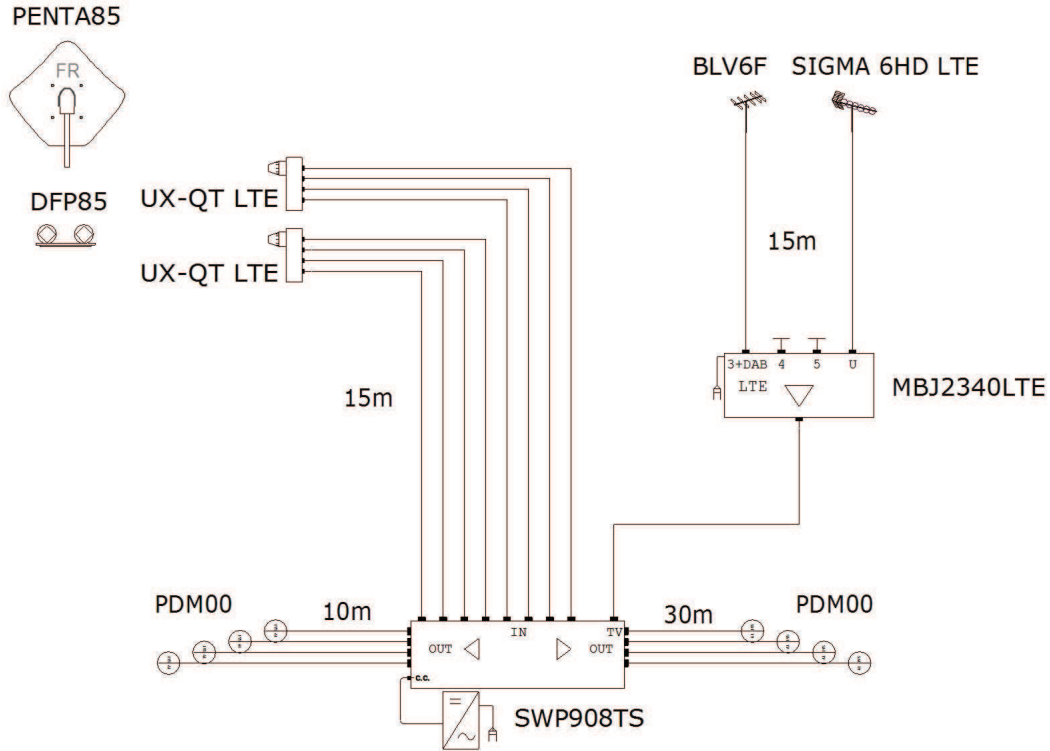 PENTA85
FR
BLV6F SIGMA 6HD LTE
DFP85
UX-QT LTE
UX-QT LTE
15m
3+DAB 4 5 U
LTE
MBJ2340LTE
15m
PDM00 10m 30m PDM00
IN TV
OUT OUT
C.C.
SWP908TS